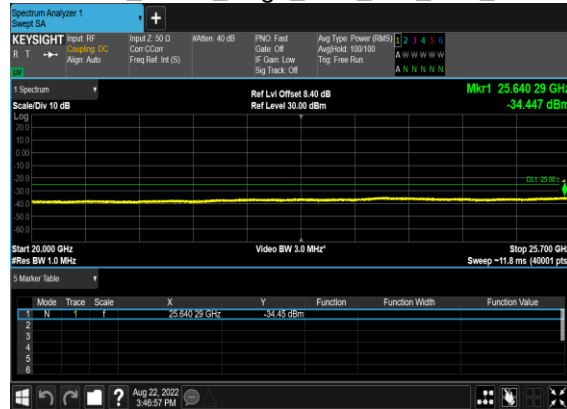 Spectrum Analyzer 1
Swept SA
+
KEYSIGHT Input: RF Input Z: 50 Ω #Atten: 40 dB PNO: Fast Avg Type: Power (RMS) 1 2 3 4 5 6
R T Coupling: DC Corr CCorr Gate: Off Avg|Hold: 100/100 A W W W W W
Align: Auto Freq Ref: Int (S) IF Gain: Low Trig: Free Run A N N N N N
Sig Track: Off
1 Spectrum Ref Lvl Offset 8.40 dB Mkr1 25.640 29 GHz
Scale/Div 10 dB Ref Level 30.00 dBm -34.447 dBm
Log
20.0
10.0
0.00
-10.0
-20.0
DL1 -25.00
-30.0
-40.0
-50.0
-60.0
Start 20.000 GHz Video BW 3.0 MHz* Stop 25.700 GHz
#Res BW 1.0 MHz Sweep ~11.8 ms (40001 pts
5 Marker Table
Mode Trace Scale X Y Function Function Width Function Value
1 N 1 f 25.640 29 GHz -34.45 dBm
2
3
4
5
6
? Aug 22, 2022
3:46:57 PM